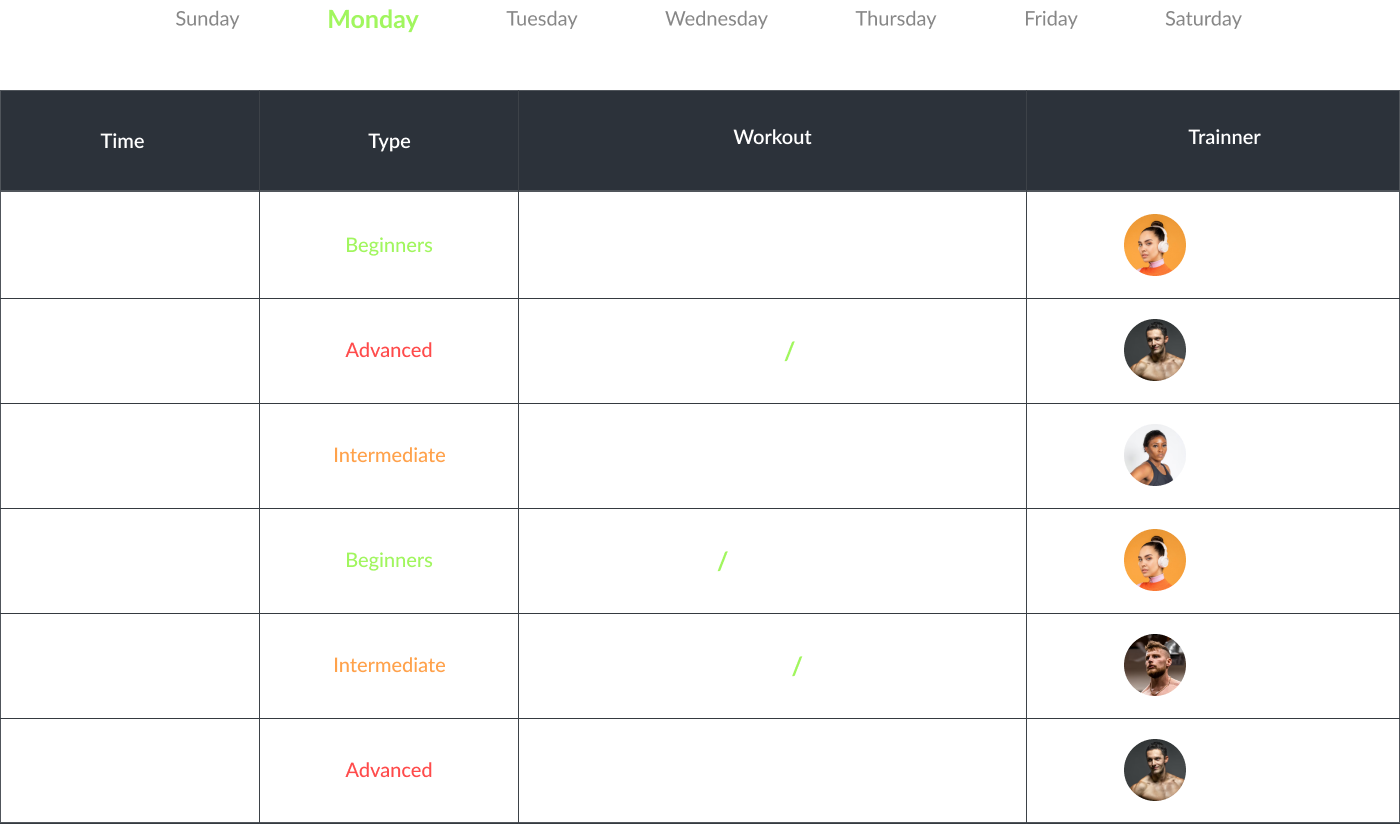 Sunday Monday Tuesday Wednesday Thursday Friday Saturday
Time Type Workout Trainner
Beginners
Advanced /
Intermediate
Beginners /
Intermediate /
Advanced